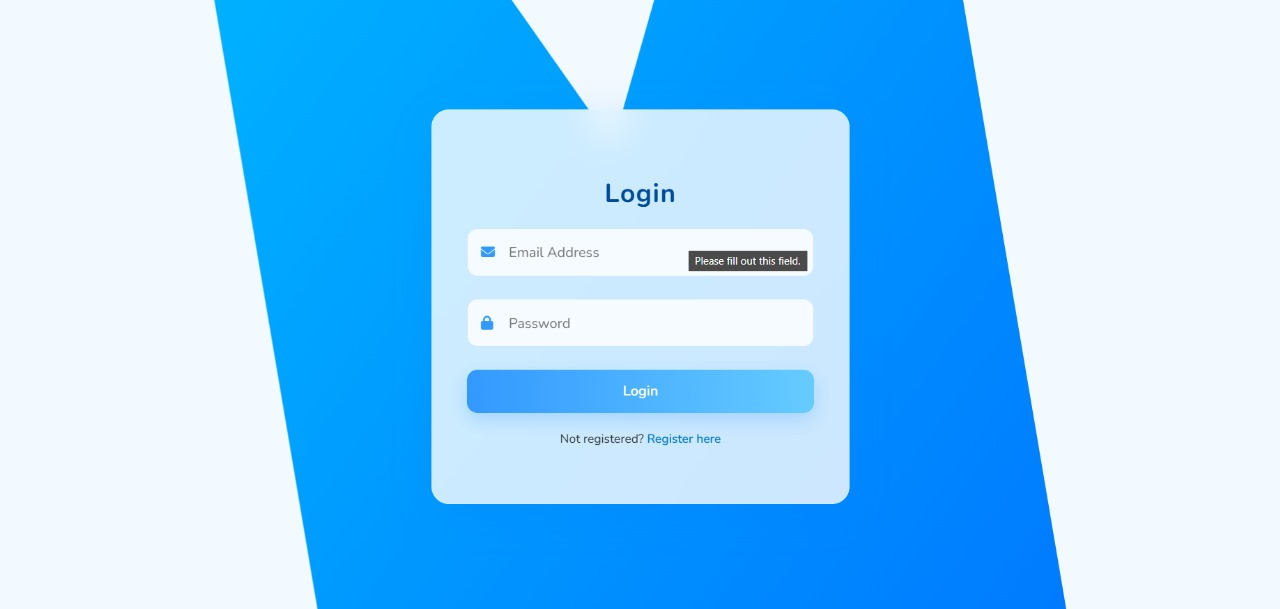 Login
Email Address
Please fill out this field.
Password
Login
Not registered? Register here